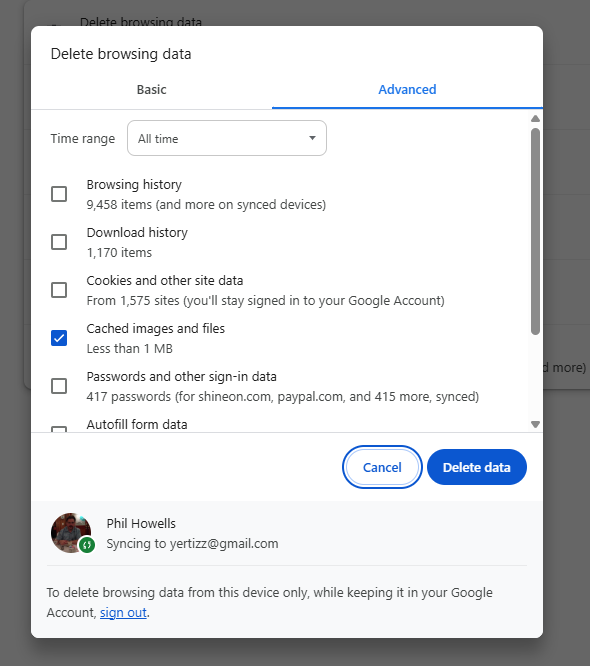 Delete browsing data
Delete browsing data
Basic
Advanced
Time range
All time
Browsing history
9,458 items (and more on synced devices)
Download history
1,170 items
Cookies and other site data
From 1,575 sites (you'll stay signed in to your Google Account)
Cached images and files
Less than 1 MB
d more)
Passwords and other sign-in data
417 passwords (for shineon.com, paypal.com, and 415 more, synced)
Autofill form data
Cancel
Delete data
Phil Howells
Syncing to yertizz@gmail.com
To delete browsing data from this device only, while keeping it in your Google
Account, sign out.